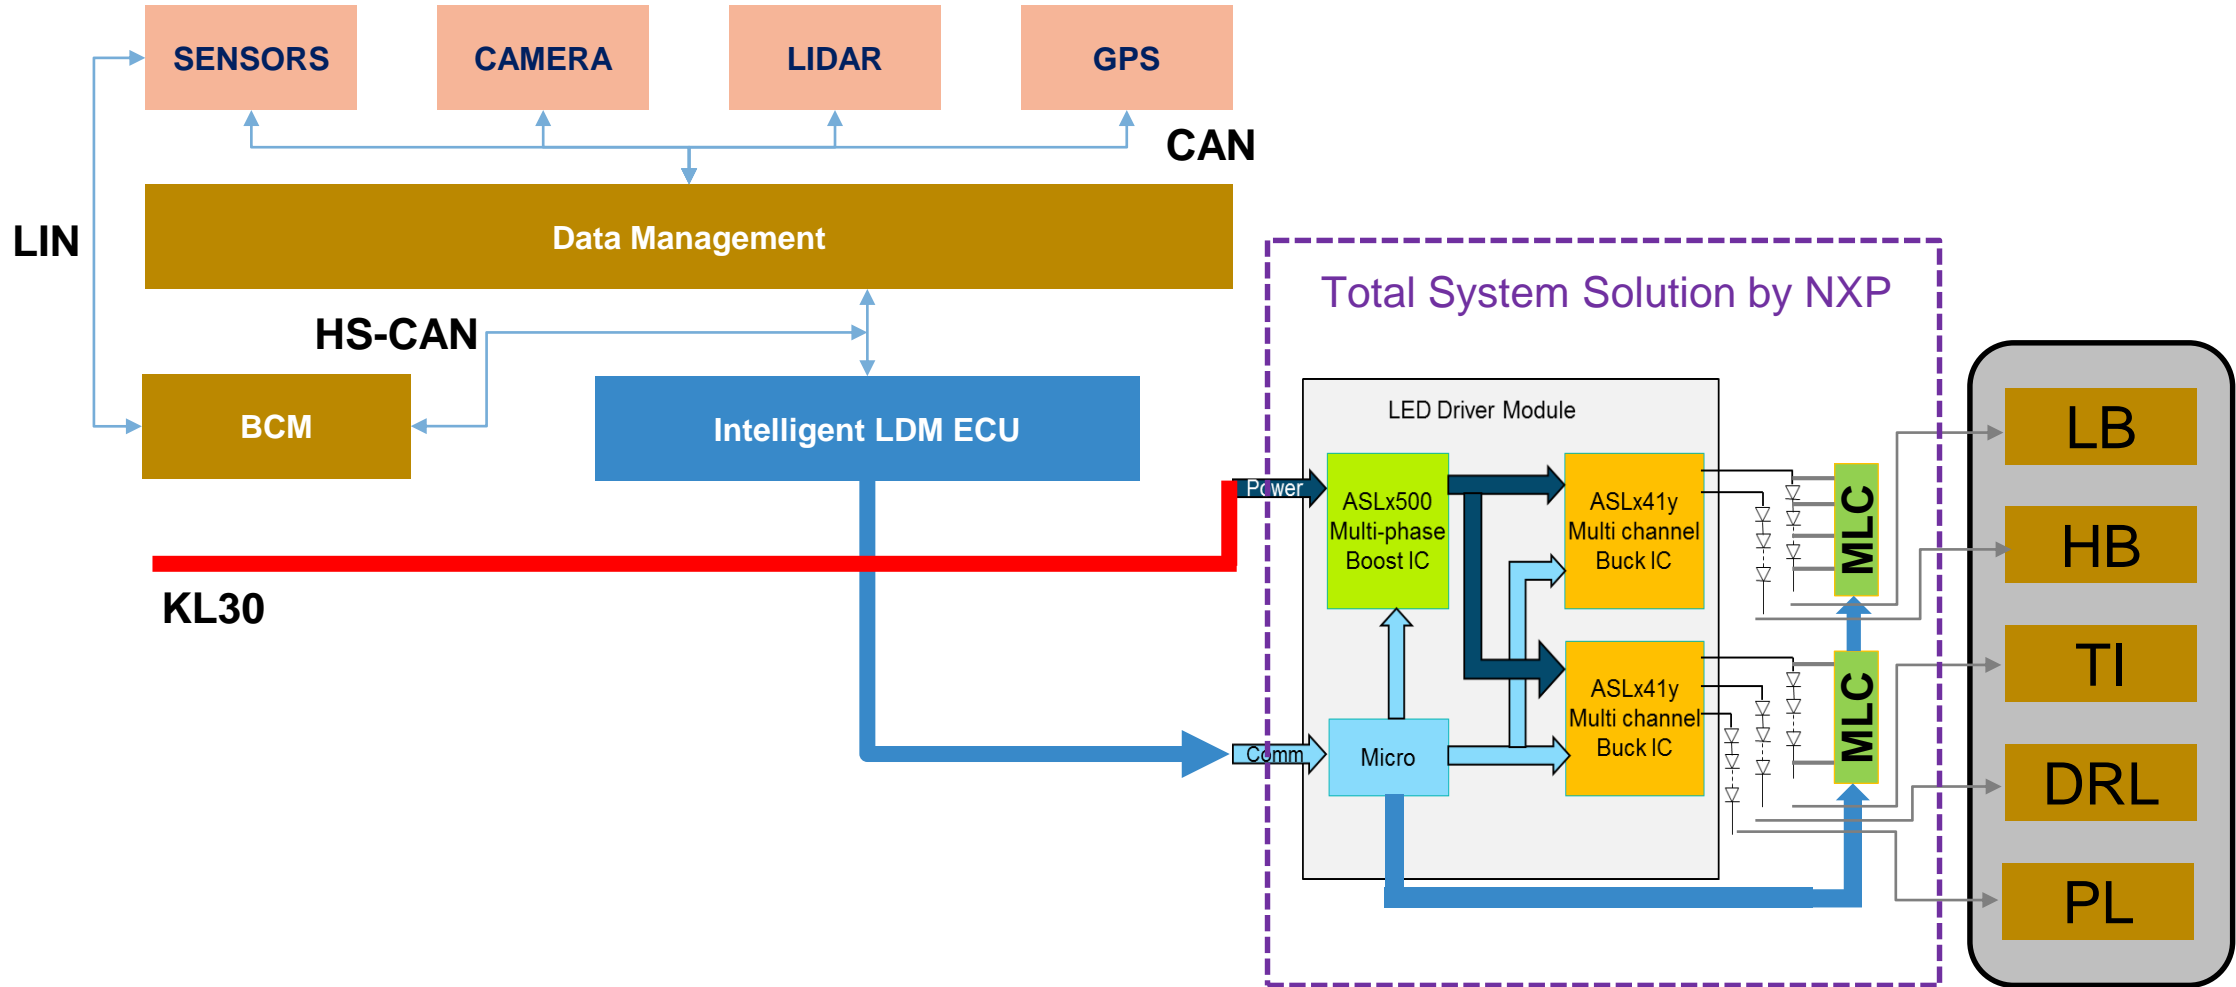 SENSORS
CAMERA
LIDAR
GPS
CAN
LIN
Data Management
Total System Solution by NXP
HS-CAN
BCM
Intelligent LDM ECU
KL30
LED Driver Module
Power
ASLx500
Multi-phase
Boost IC
ASLx41y
Multi channel
Buck IC
MLC
ASLx41y
Multi channel
Buck IC
MLC
Comm
Micro
LB
HB
TI
DRL
PL